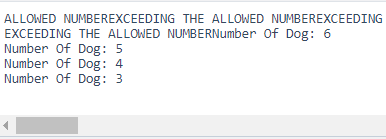 ALLOWED NUMBEREXCEEDING THE ALLOWED NUMBEREXCEEDING
EXCEEDING THE ALLOWED NUMBERNumber Of Dog: 6
Number Of Dog: 5
Number Of Dog: 4
Number Of Dog: 3